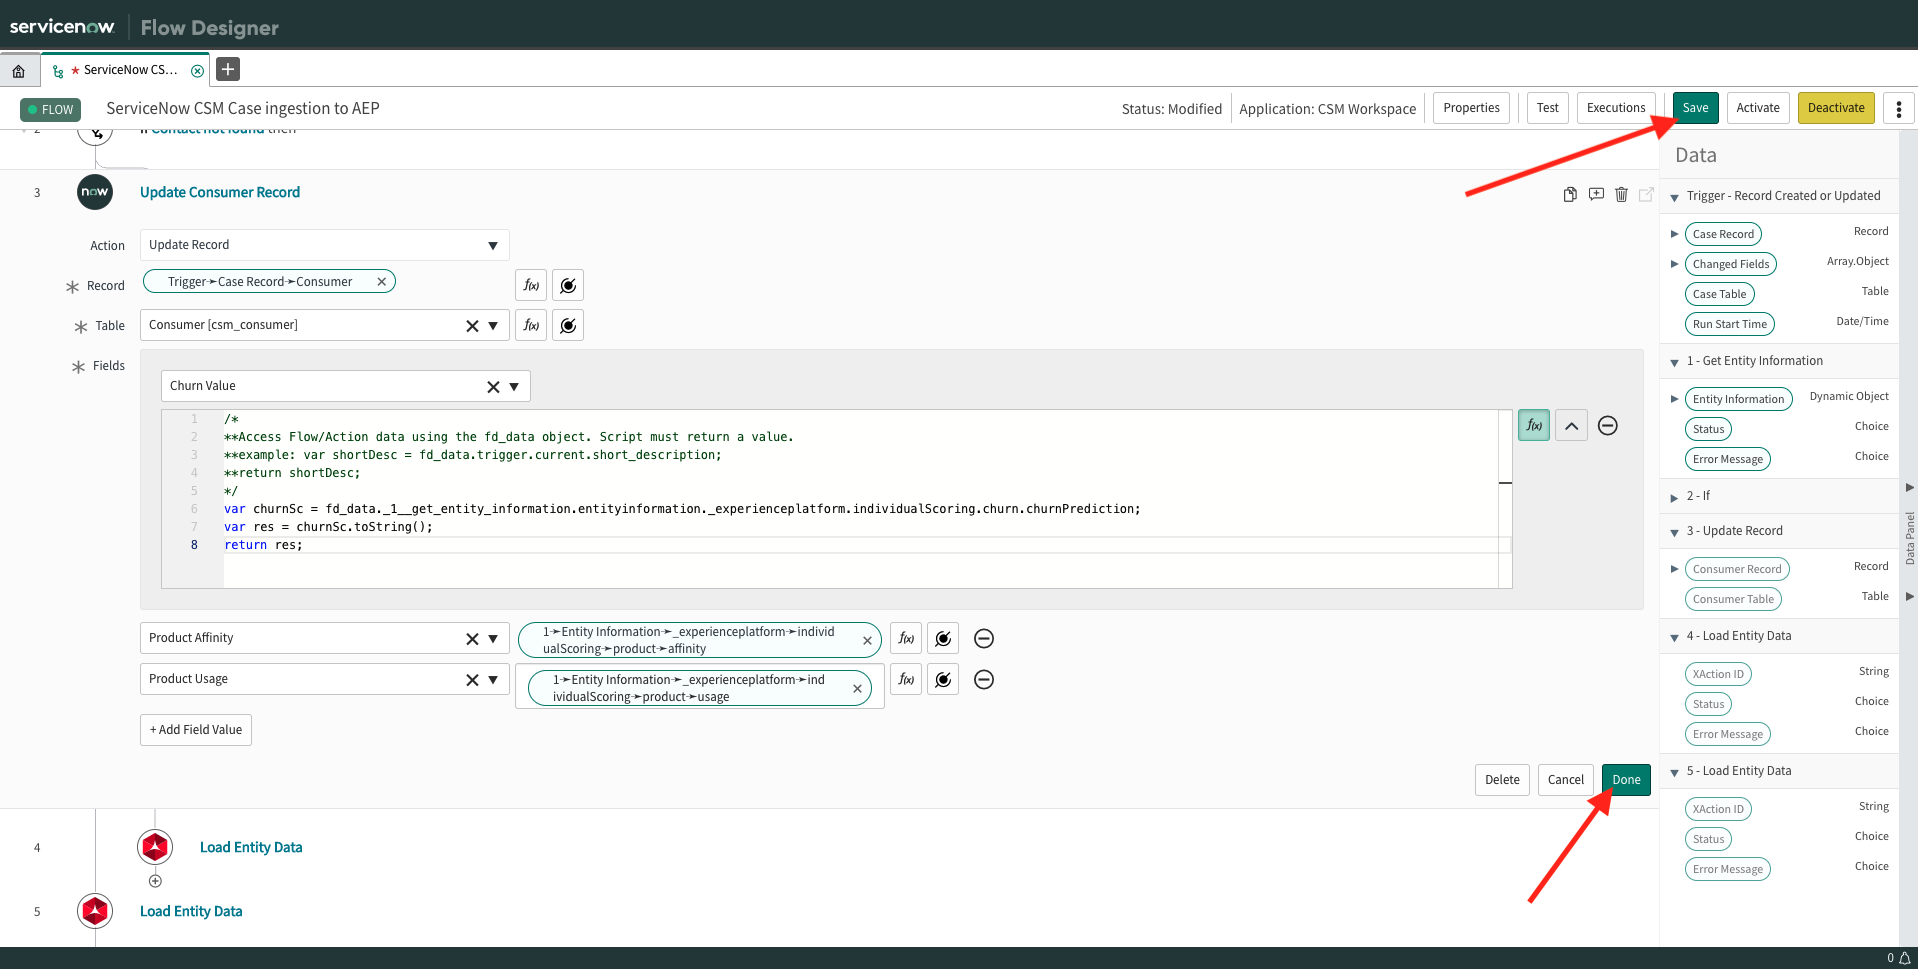 servicenow Flow Designer
★ ServiceNow CS...
FLOW ServiceNow CSM Case ingestion to AEP Status: Modified Application: CSM Workspace Properties Test Executions Save Activate Deactivate
2 If Contact not found then
3 now Update Consumer Record
Action Update Record
Record Trigger➛Case Record➛Consumer f(x)
Table Consumer [csm_consumer] f(x)
Fields
Churn Value
1 /*
2 **Access Flow/Action data using the fd_data object. Script must return a value.
3 **example: var shortDesc = fd_data.trigger.current.short_description;
4 **return shortDesc;
5 */
6 var churnSc = fd_data._1__get_entity_information.entityinformation._experienceplatform.individualScoring.churn.churnPrediction;
7 var res = churnSc.toString();
8 return res;
f(x)
Product Affinity 1➛Entity Information➛_experienceplatform➛individ
ualScoring➛product➛affinity f(x)
Product Usage 1➛Entity Information➛_experienceplatform➛ind
ividualScoring➛product➛usage f(x)
+ Add Field Value
Delete Cancel Done
4 Load Entity Data
5 Load Entity Data
Data
Trigger - Record Created or Updated
Case Record Record
Changed Fields Array.Object
Case Table Table
Run Start Time Date/Time
1 - Get Entity Information
Entity Information Dynamic Object
Status Choice
Error Message Choice
2 - If
3 - Update Record
Consumer Record Record
Consumer Table Table
4 - Load Entity Data
XAction ID String
Status Choice
Error Message Choice
5 - Load Entity Data
XAction ID String
Status Choice
Error Message Choice
Data Panel
0